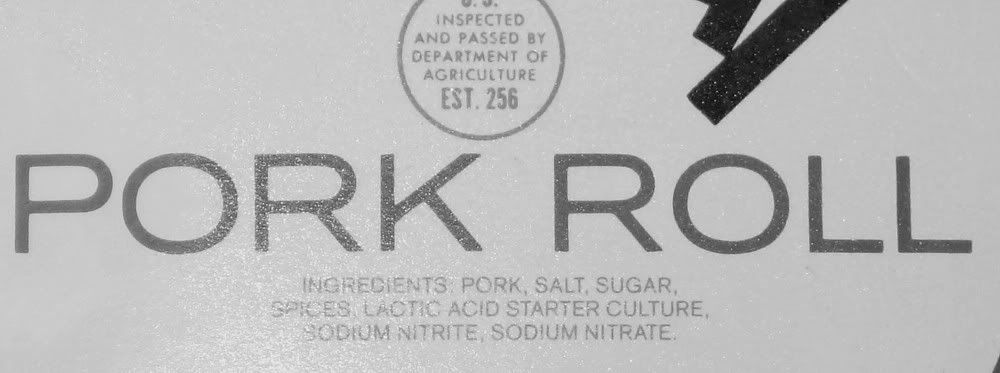 U.S.
INSPECTED
AND PASSED BY
DEPARTMENT OF
AGRICULTURE
EST. 256
PORK ROLL
INGREDIENTS: PORK, SALT, SUGAR,
SPICES, LACTIC ACID STARTER CULTURE,
SODIUM NITRITE, SODIUM NITRATE.